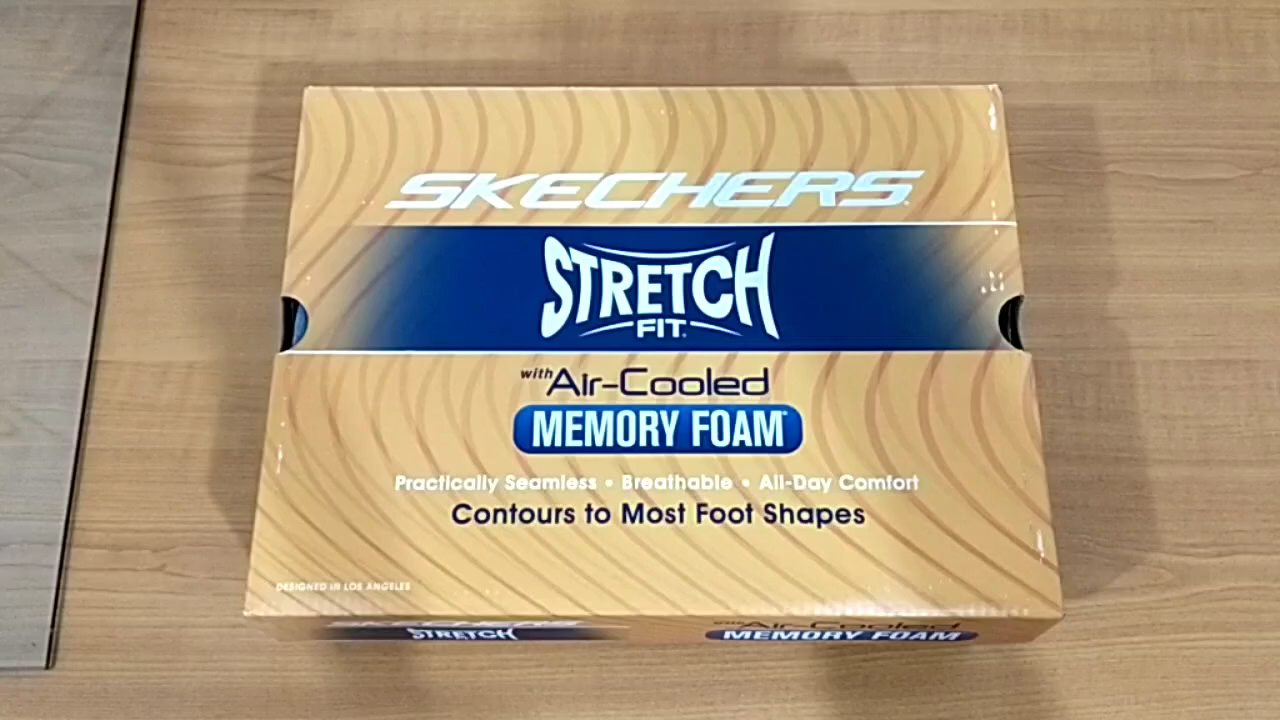 SKECHERS
STRETCH
FIT
with Air-Cooled
MEMORY FOAM
Practically Seamless • Breathable • All-Day Comfort
Contours to Most Foot Shapes
DESIGNED IN LOS ANGELES
SKECHERS
STRETCH
with Air-Cooled
MEMORY FOAM